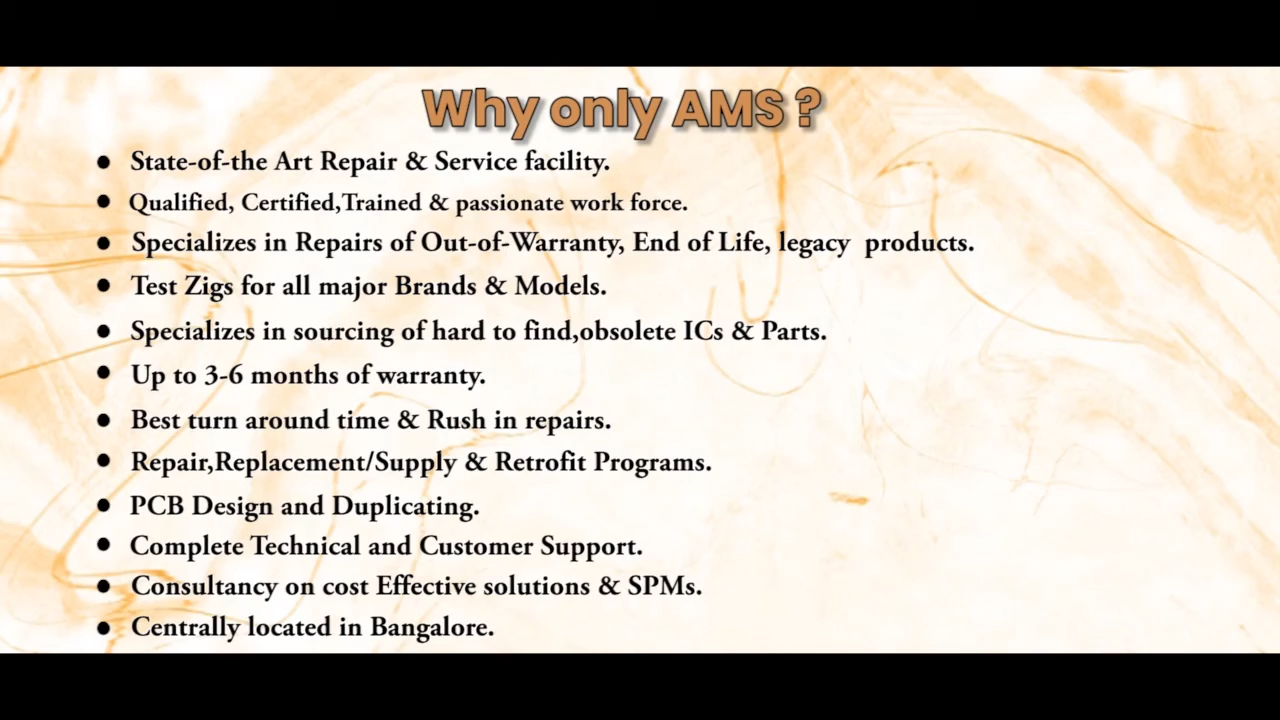 Why only AMS ?
● State-of-the Art Repair & Service facility.
● Qualified, Certified,Trained & passionate work force.
● Specializes in Repairs of Out-of-Warranty, End of Life, legacy  products.
● Test Zigs for all major Brands & Models.
● Specializes in sourcing of hard to find,obsolete ICs & Parts.
● Up to 3-6 months of warranty.
● Best turn around time & Rush in repairs.
● Repair,Replacement/Supply & Retrofit Programs.
● PCB Design and Duplicating.
● Complete Technical and Customer Support.
● Consultancy on cost Effective solutions & SPMs.
● Centrally located in Bangalore.